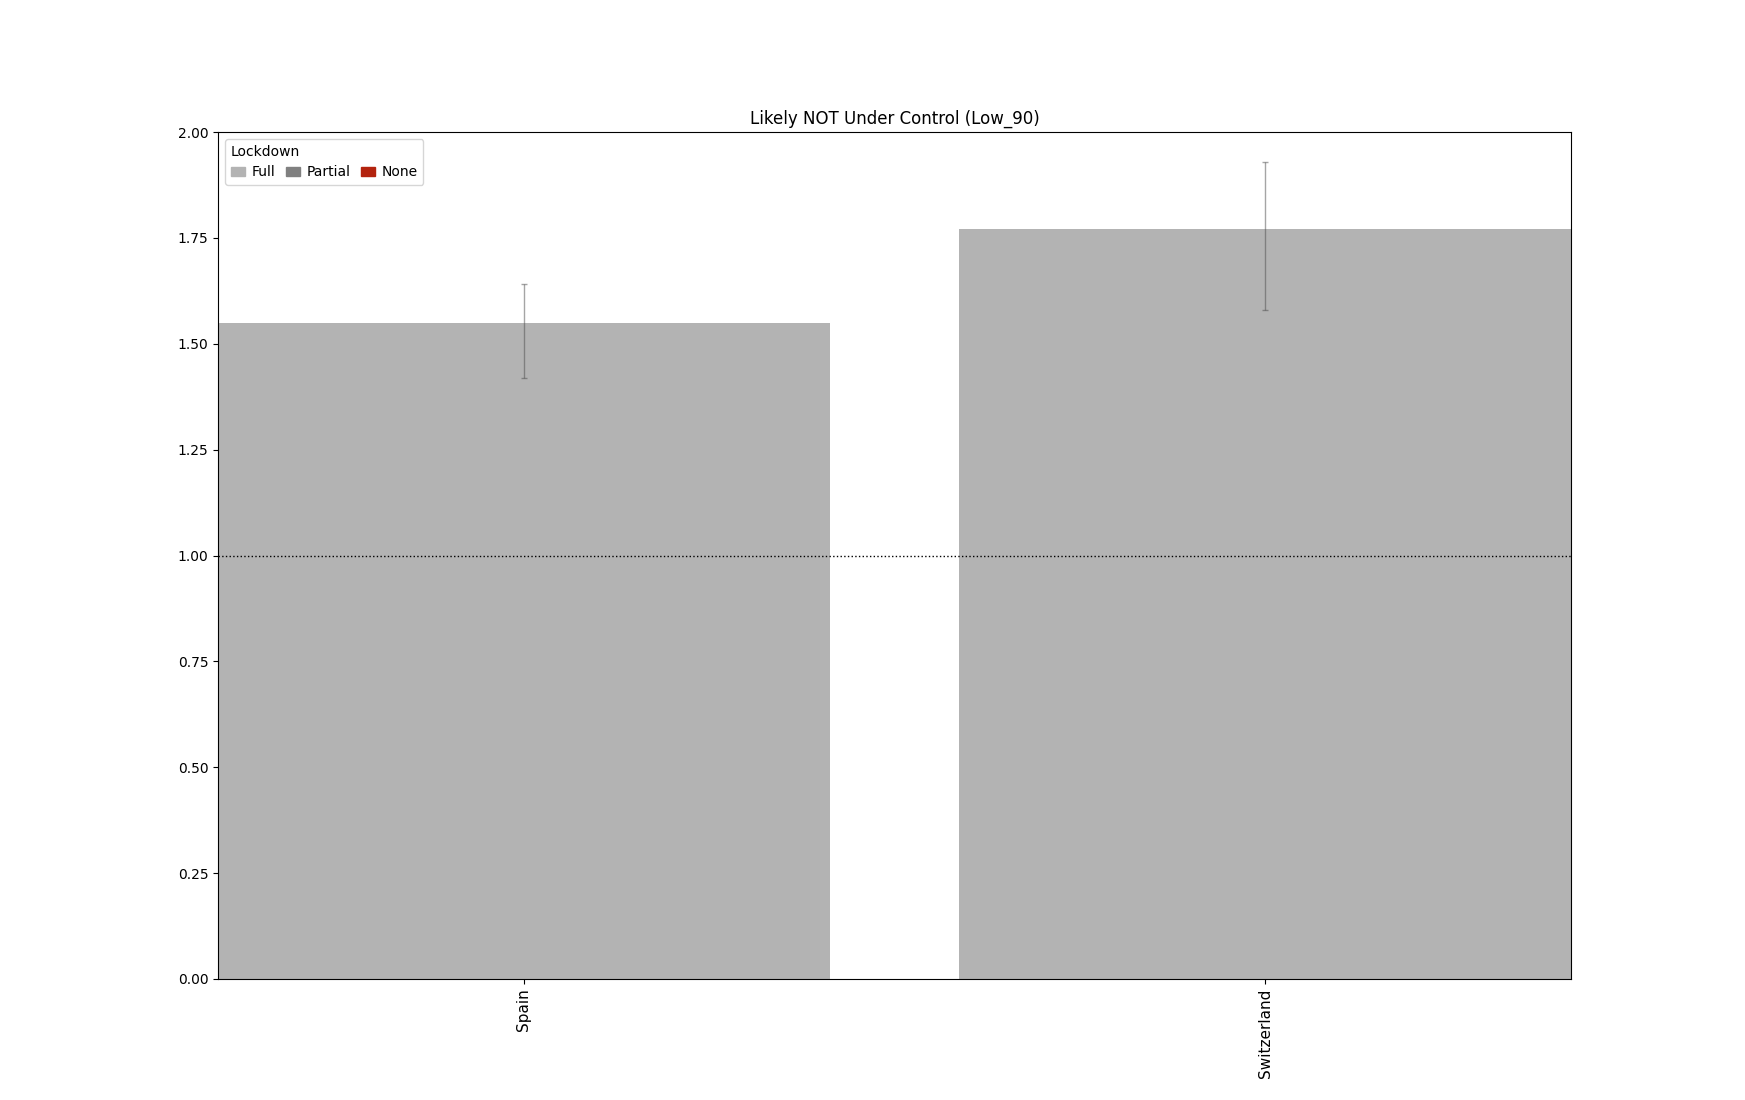 Likely NOT Under Control (Low_90)
2.00
Lockdown
Full Partial None
1.75
1.50
1.25
1.00
0.75
0.50
0.25
0.00
Spain
Switzerland